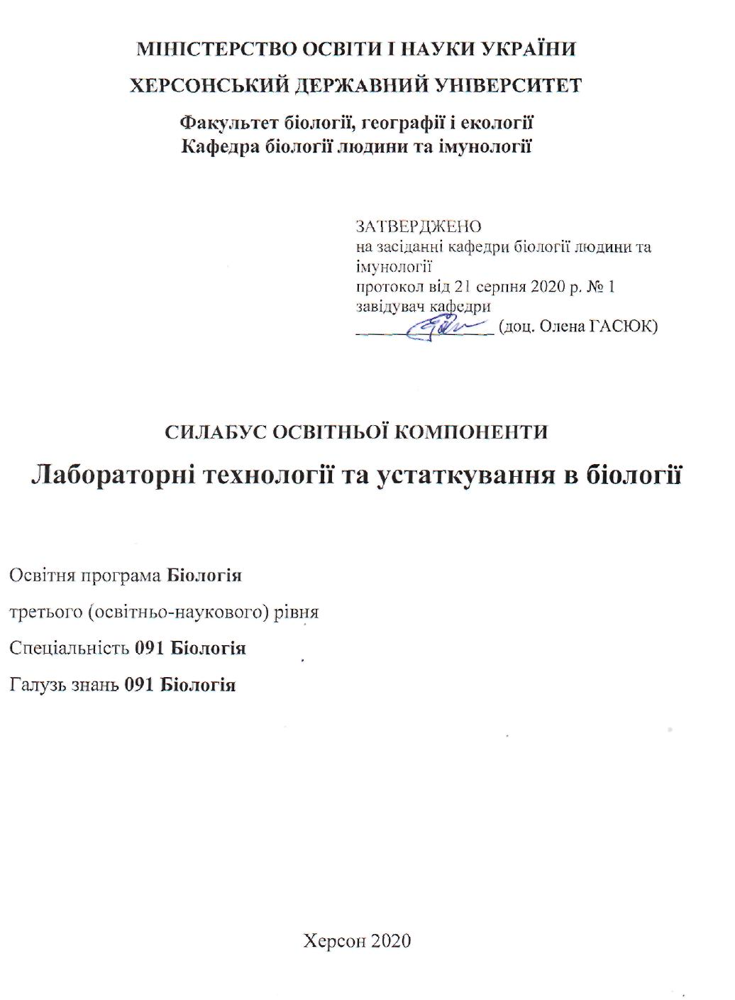 МІНІСТЕРСТВО ОСВІТИ І НАУКИ УКРАЇНИ
ХЕРСОНСЬКИЙ ДЕРЖАВНИЙ УНІВЕРСИТЕТ
Факультет біології, географії і екології
Кафедра біології людини та імунології
ЗАТВЕРДЖЕНО
на засіданні кафедри біології людини та
імунології
протокол від 21 серпня 2020 р. № 1
завідувач кафедри
(доц. Олена ГАСЮК)
СИЛАБУС ОСВІТНЬОЇ КОМПОНЕНТИ
Лабораторні технології та устаткування в біології
Освітня програма Біологія
третього (освітньо-наукового) рівня
Спеціальність 091 Біологія
Галузь знань 091 Біологія
Херсон 2020